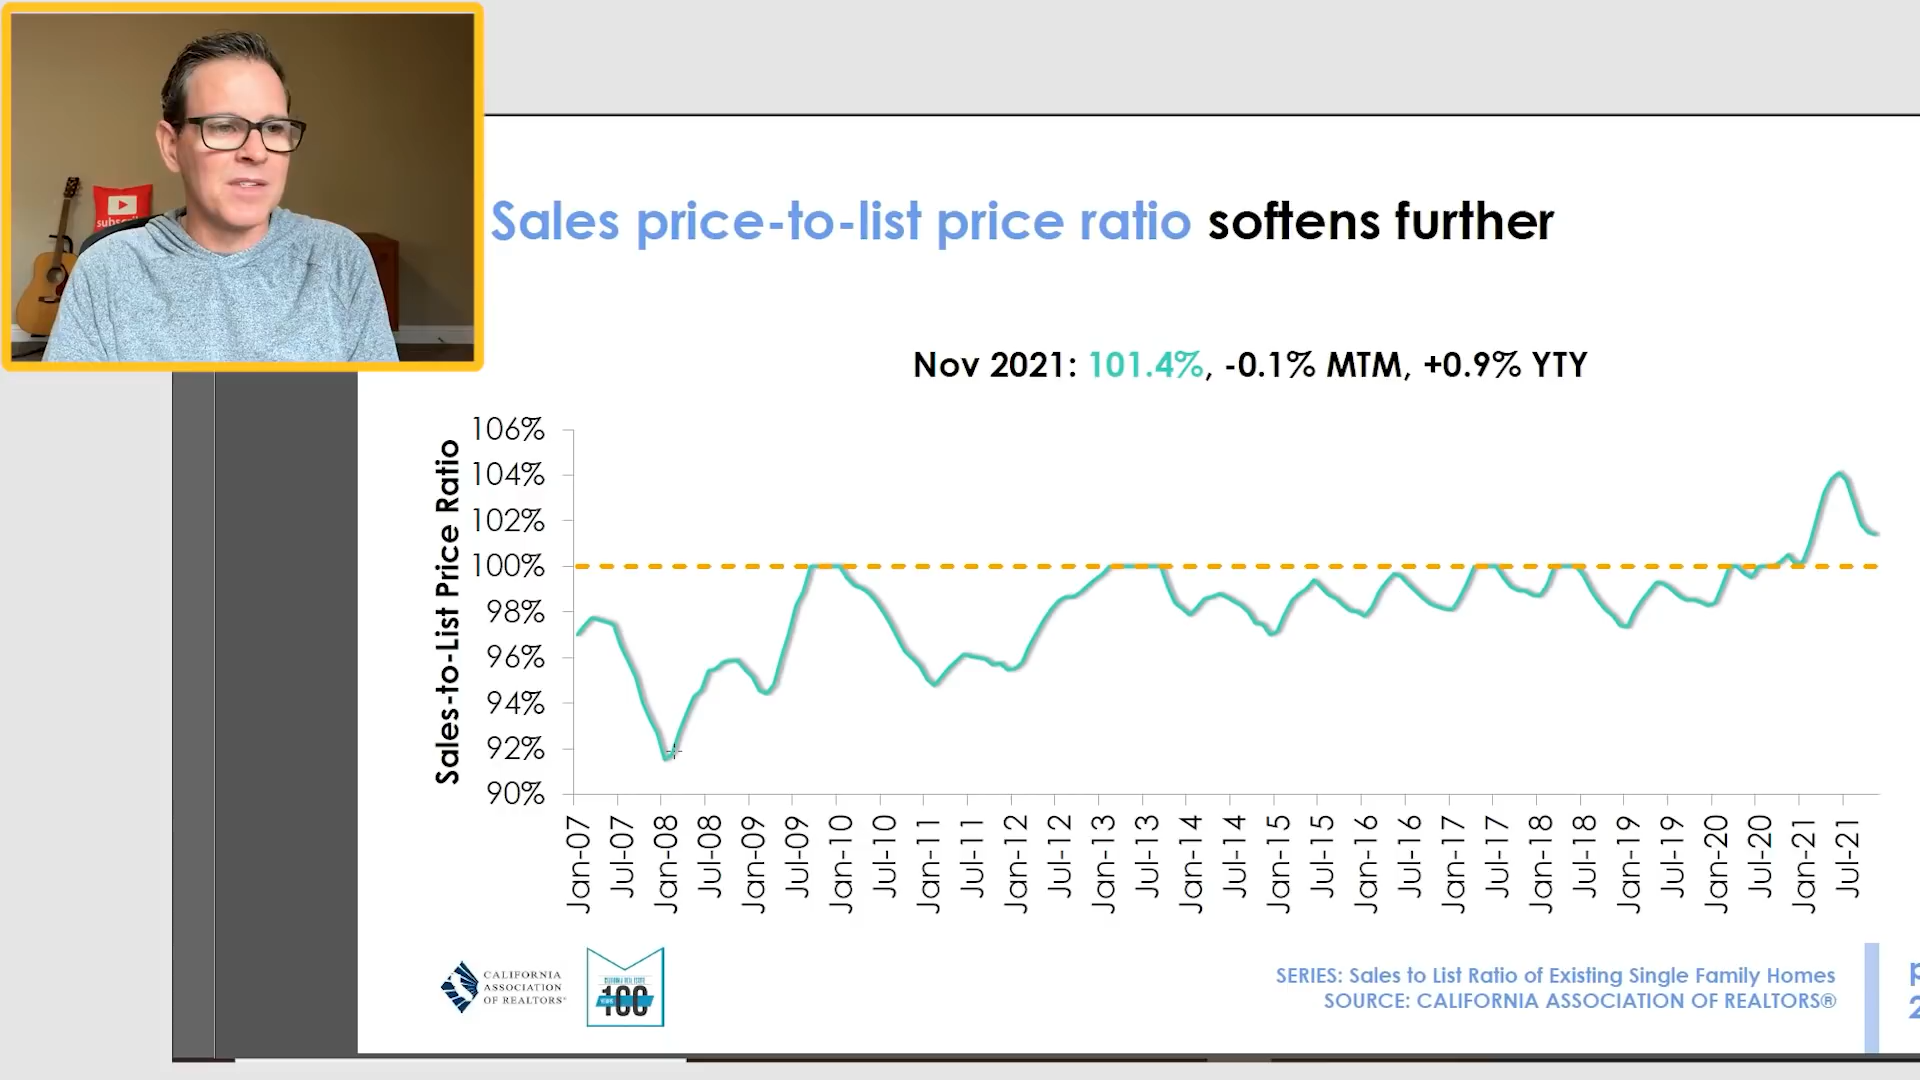 subscri
Sales price-to-list price ratio softens further
Nov 2021: 101.4%, -0.1% MTM, +0.9% YTY
Sales-to-List Price Ratio
106%
104%
102%
100%
98%
96%
94%
92%
90%
Jan-07 Jul-07 Jan-08 Jul-08 Jan-09 Jul-09 Jan-10 Jul-10 Jan-11 Jul-11 Jan-12 Jul-12 Jan-13 Jul-13 Jan-14 Jul-14 Jan-15 Jul-15 Jan-16 Jul-16 Jan-17 Jul-17 Jan-18 Jul-18 Jan-19 Jul-19 Jan-20 Jul-20 Jan-21 Jul-21
CALIFORNIA
ASSOCIATION
OF REALTORS®
100
SERIES: Sales to List Ratio of Existing Single Family Homes
SOURCE: CALIFORNIA ASSOCIATION OF REALTORS®